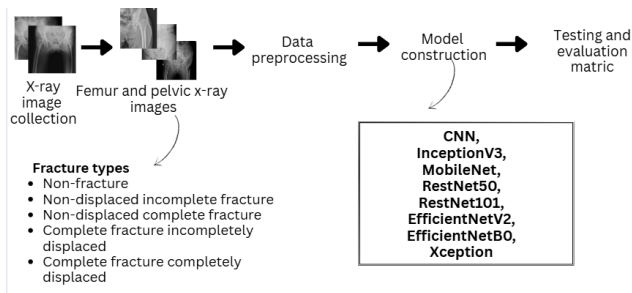 X-ray
image
collection
Femur and pelvic x-ray
images
Data
preprocessing
Model
construction
Testing and
evaluation
matric
Fracture types
• Non-fracture
• Non-displaced incomplete fracture
• Non-displaced complete fracture
• Complete fracture incompletely
displaced
• Complete fracture completely
displaced
CNN,
InceptionV3,
MobileNet,
RestNet50,
RestNet101,
EfficientNetV2,
EfficientNetB0,
Xception